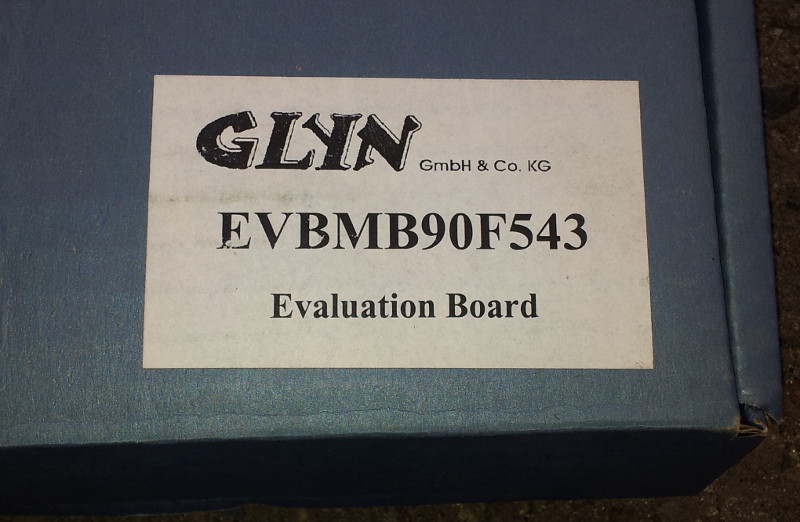 GLYN GmbH & Co. KG
EVBMB90F543
Evaluation Board